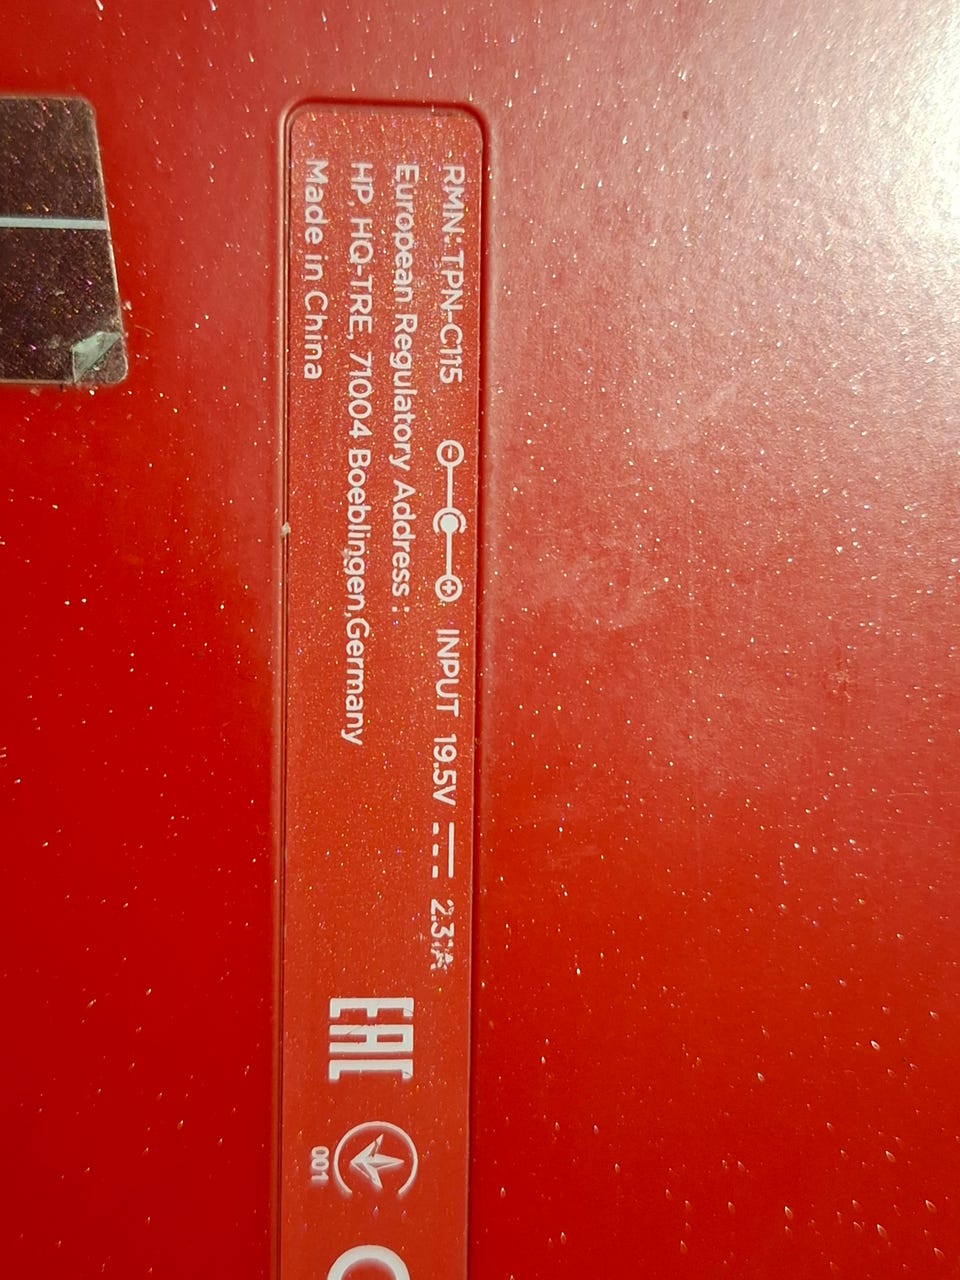 RMN: TPN-C115 INPUT 19.5V 2.31A
European Regulatory Address :
HP, HQ-TRE, 71004 Boeblingen,Germany
Made in China
EAC
001